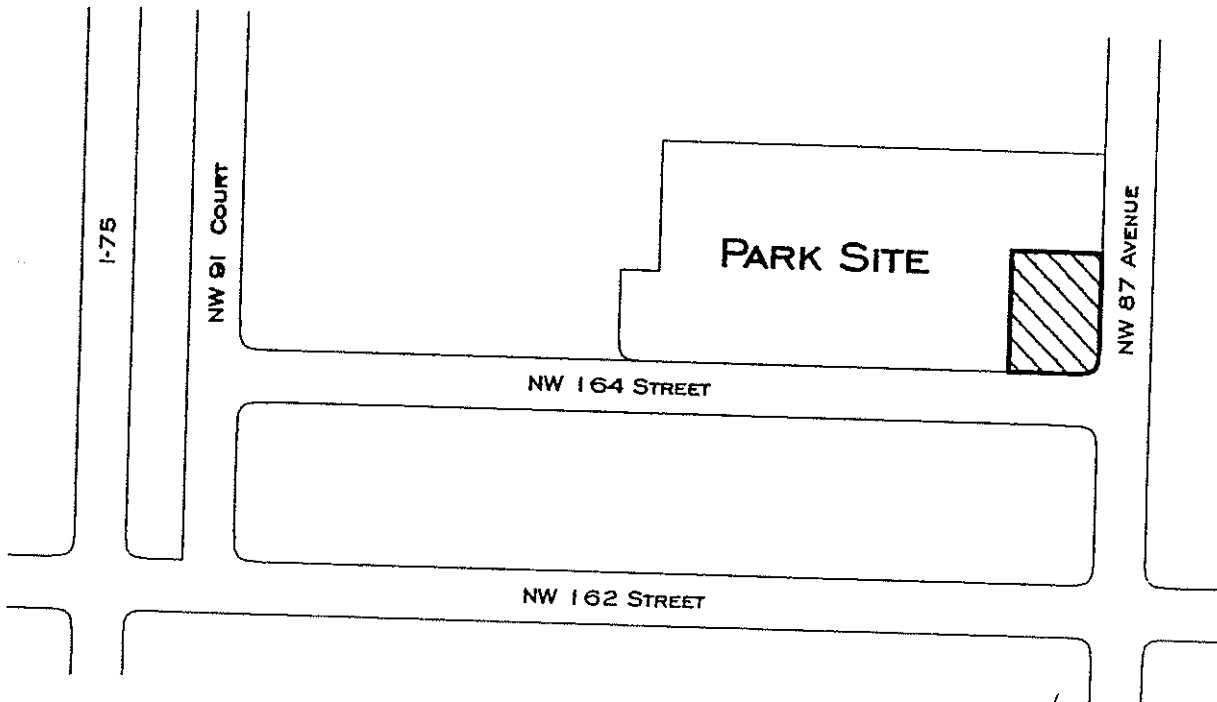 I-75
NW 91 COURT
PARK SITE
NW 87 AVENUE
NW 164 STREET
NW 162 STREET